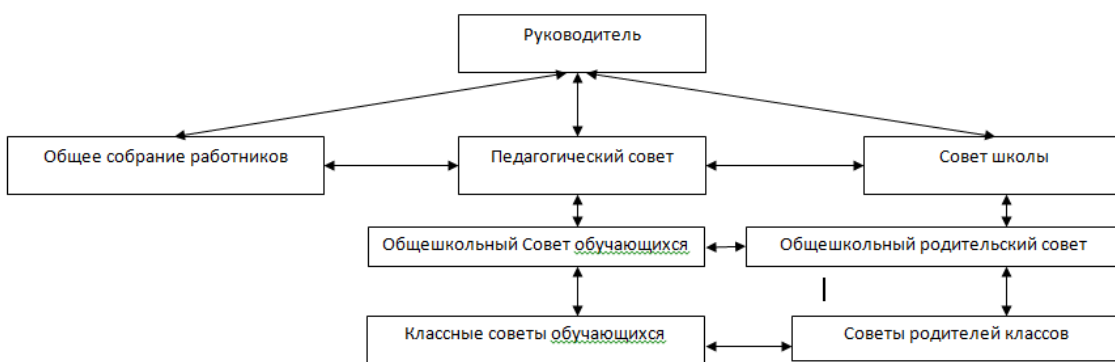 Руководитель
Общее собрание работников
Педагогический совет
Совет школы
Общешкольный Совет обучающихся
Общешкольный родительский совет
Классные советы обучающихся
Советы родителей классов